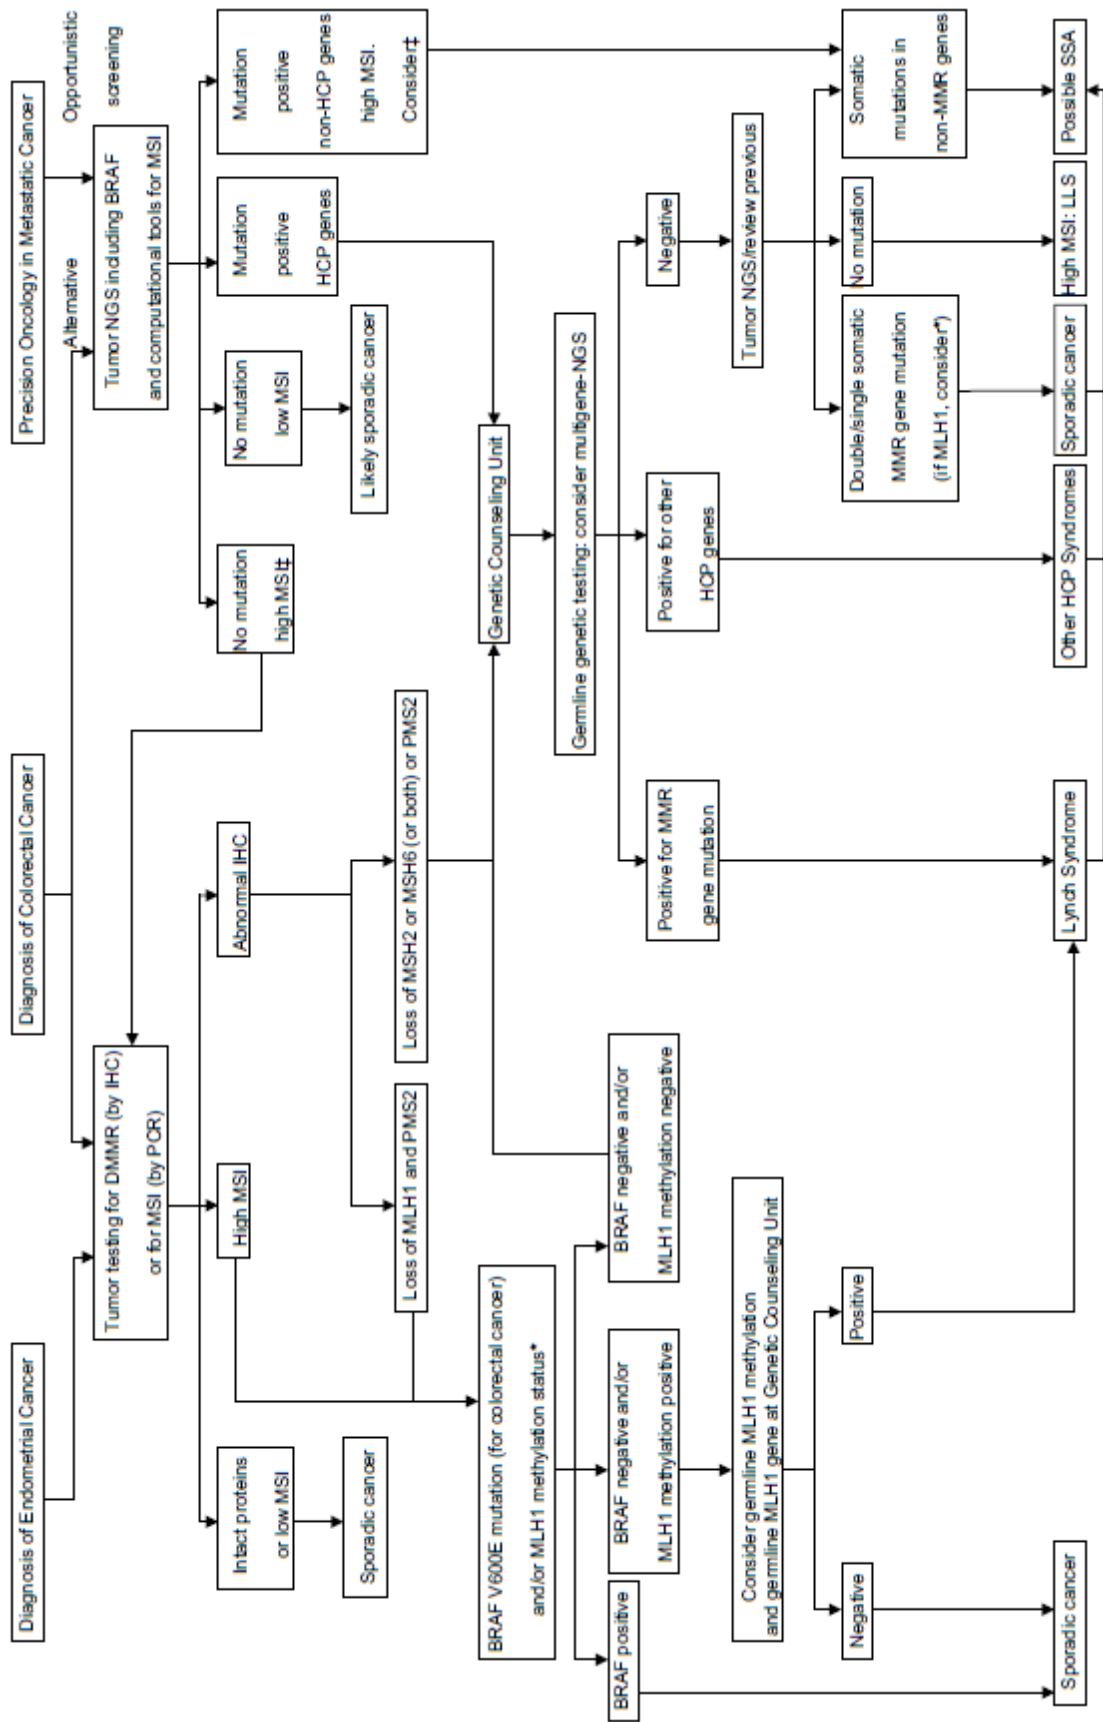 Diagnosis of Endometrial Cancer
Diagnosis of Colorectal Cancer
Precision Oncology in Metastatic Cancer
Alternative
Opportunistic
screening
Tumor testing for DMMR (by IHC)
or for MSI (by PCR)
Tumor NGS including BRAF
and computational tools for MSI
Intact proteins
or low MSI
High MSI
Abnormal IHC
No mutation
high MSI‡
No mutation
low MSI
Mutation
positive
HCP genes
Mutation
positive
non-HCP genes
high MSI.
Consider‡
Sporadic cancer
Loss of MLH1 and PMS2
Loss of MSH2 or MSH6 (or both) or PMS2
Likely sporadic cancer
BRAF V600E mutation (for colorectal cancer)
and/or MLH1 methylation status*
Genetic Counseling Unit
Germline genetic testing: consider multigene-NGS
BRAF positive
BRAF negative and/or
MLH1 methylation positive
BRAF negative and/or
MLH1 methylation negative
Positive for MMR
gene mutation
Positive for other
HCP genes
Negative
Consider germline MLH1 methylation
and germline MLH1 gene at Genetic Counseling Unit
Tumor NGS/review previous
Negative
Positive
Double/single somatic
MMR gene mutation
(if MLH1, consider*)
No mutation
Somatic
mutations in
non-MMR genes
Sporadic cancer
Lynch Syndrome
Other HCP Syndromes
Sporadic cancer
High MSI: LLS
Possible SSA